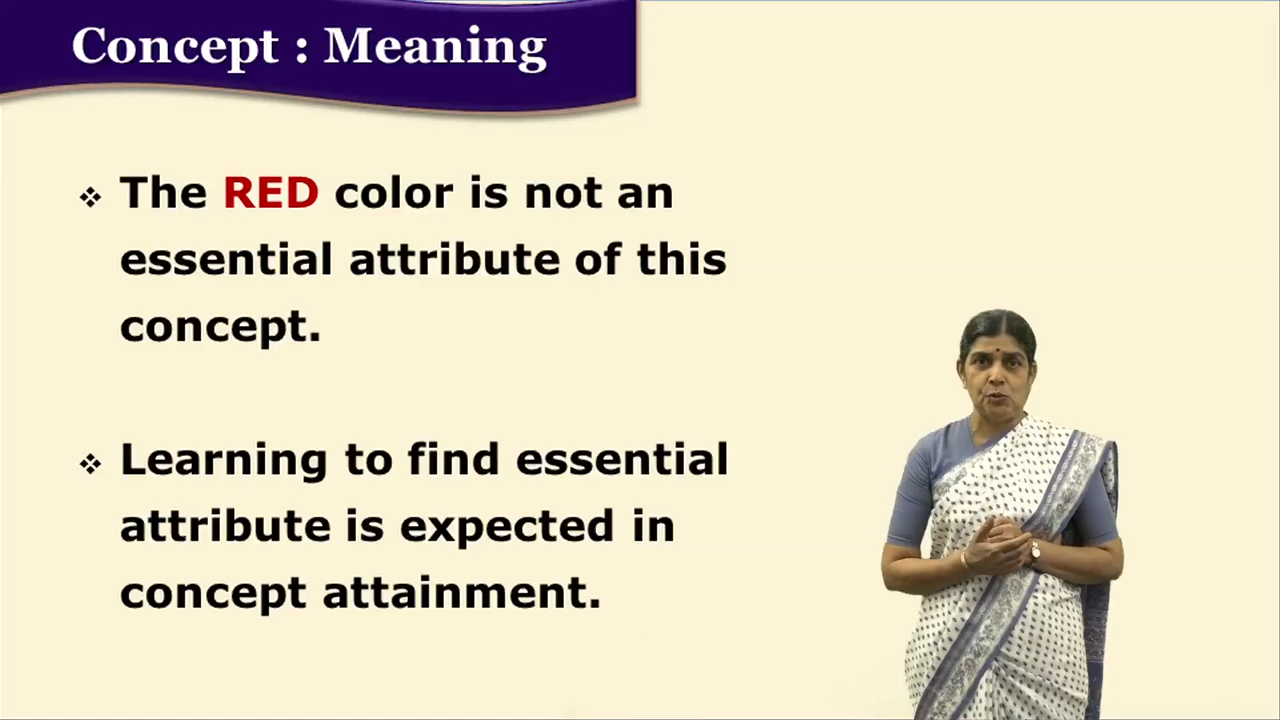 Concept : Meaning
❖ The RED color is not an
essential attribute of this
concept.
❖ Learning to find essential
attribute is expected in
concept attainment.